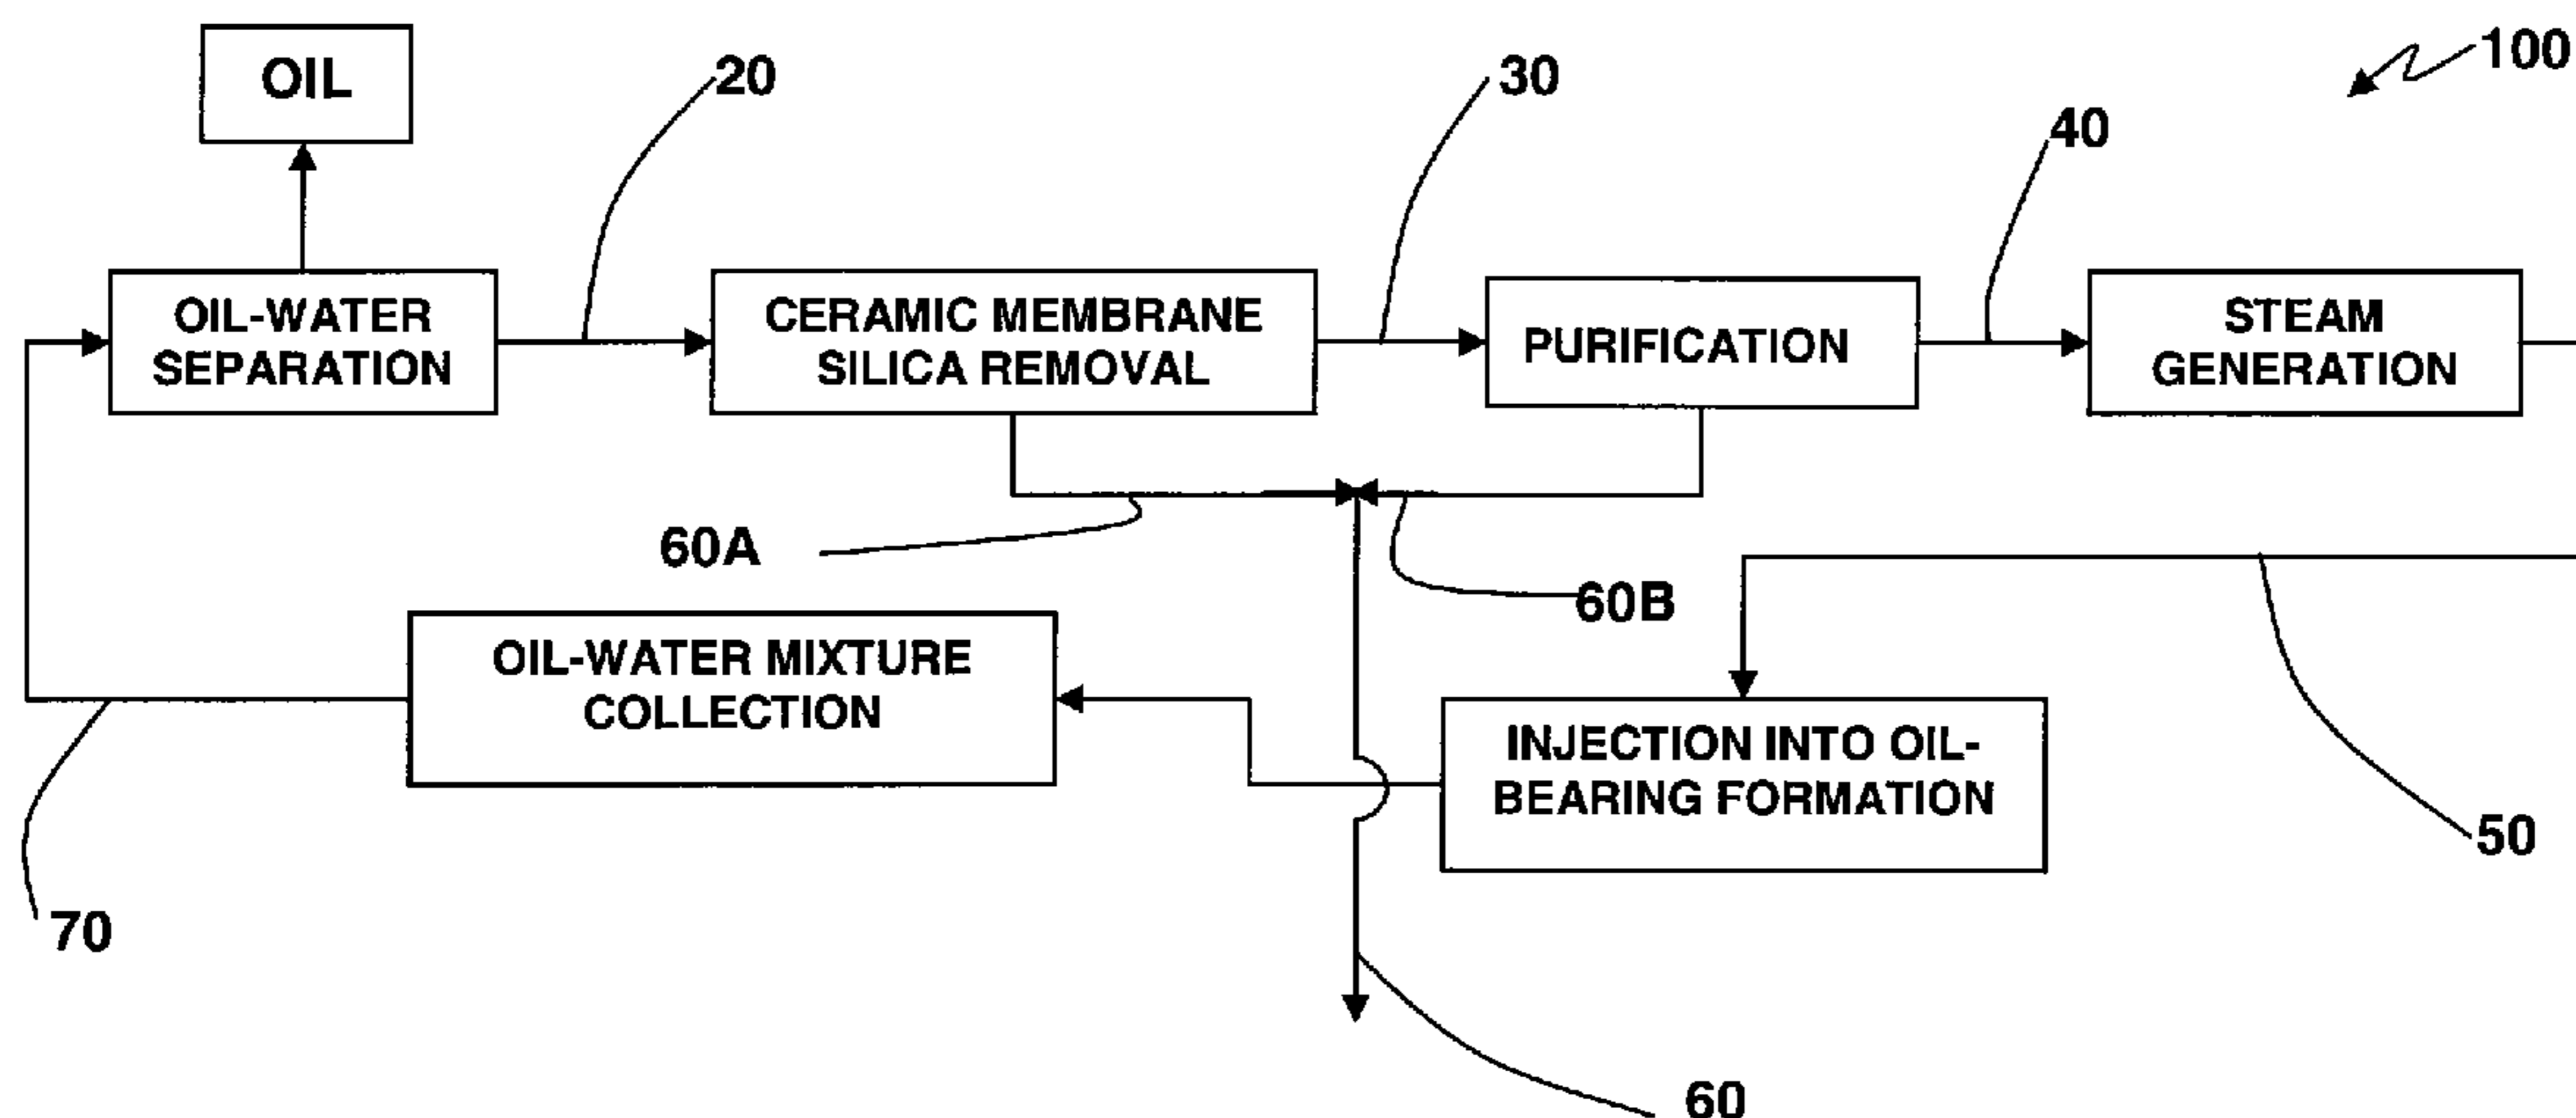 100
OIL
20
30
40
OIL-WATER
SEPARATION
CERAMIC MEMBRANE
SILICA REMOVAL
PURIFICATION
STEAM
GENERATION
60A
60B
OIL-WATER MIXTURE
COLLECTION
INJECTION INTO OIL-
BEARING FORMATION
50
70
60